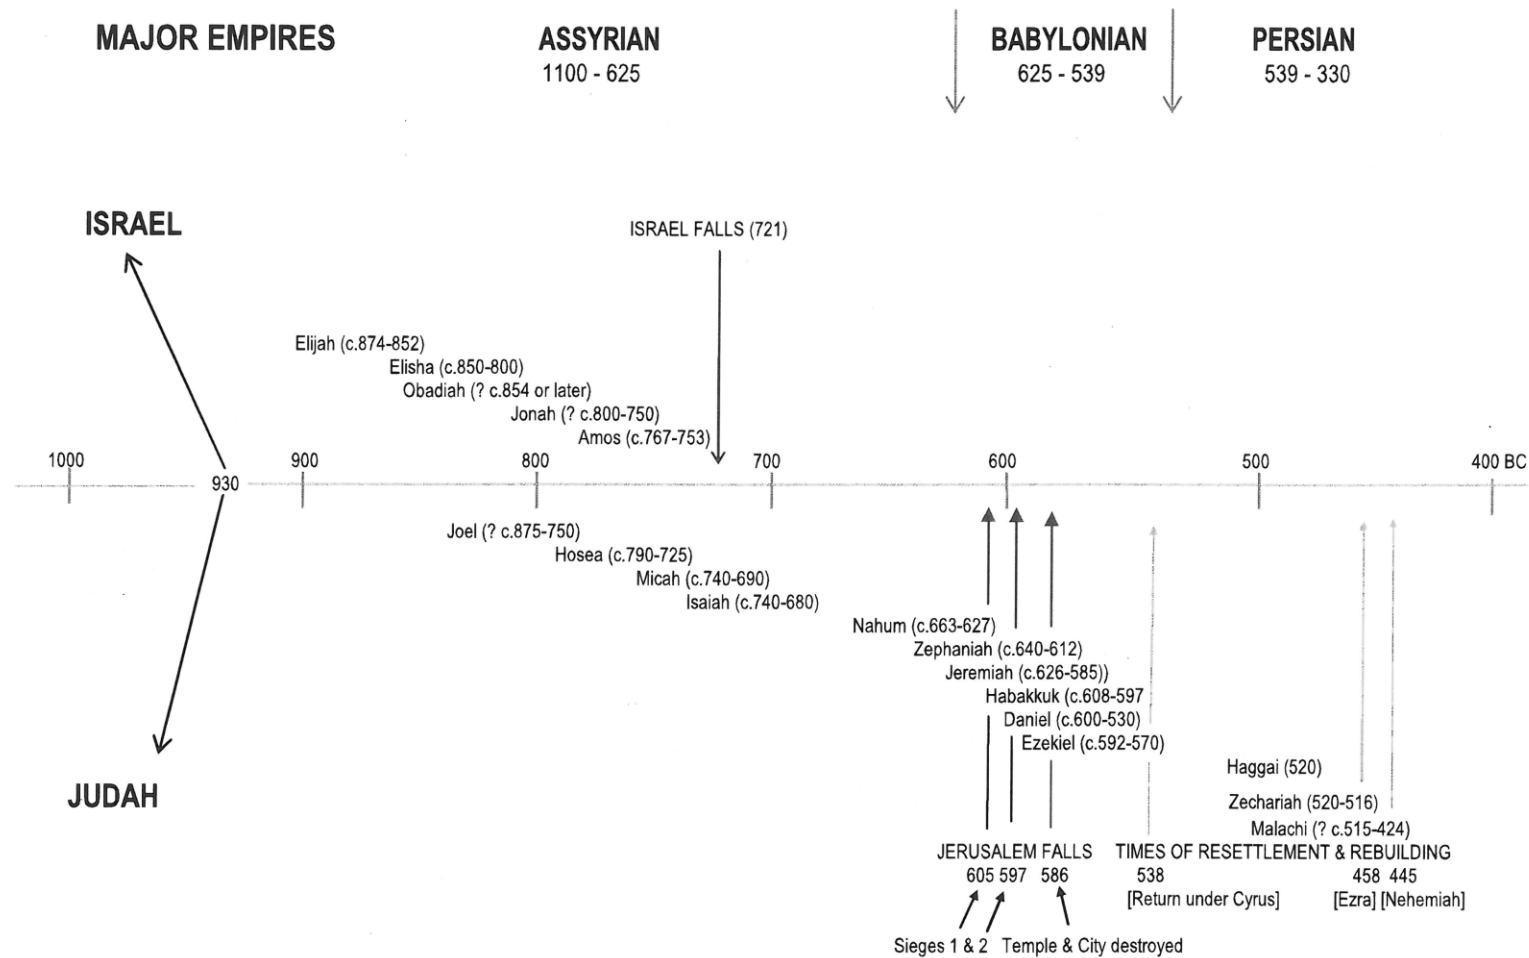 MAJOR EMPIRES ASSYRIAN BABYLONIAN PERSIAN
1100 - 625 625 - 539 539 - 330
ISRAEL
ISRAEL FALLS (721)
Elijah (c.874-852)
Elisha (c.850-800)
Obadiah (? c.854 or later)
Jonah (? c.800-750)
Amos (c.767-753)
1000 900 800 700 600 500 400 BC
930
Joel (? c.875-750)
Hosea (c.790-725)
Micah (c.740-690)
Isaiah (c.740-680)
Nahum (c.663-627)
Zephaniah (c.640-612)
Jeremiah (c.626-585))
Habakkuk (c.608-597
Daniel (c.600-530)
Ezekiel (c.592-570)
Haggai (520)
JUDAH
Zechariah (520-516)
Malachi (? c.515-424)
JERUSALEM FALLS TIMES OF RESETTLEMENT & REBUILDING
605 597 586 538 458 445
[Return under Cyrus] [Ezra] [Nehemiah]
Sieges 1 & 2 Temple & City destroyed